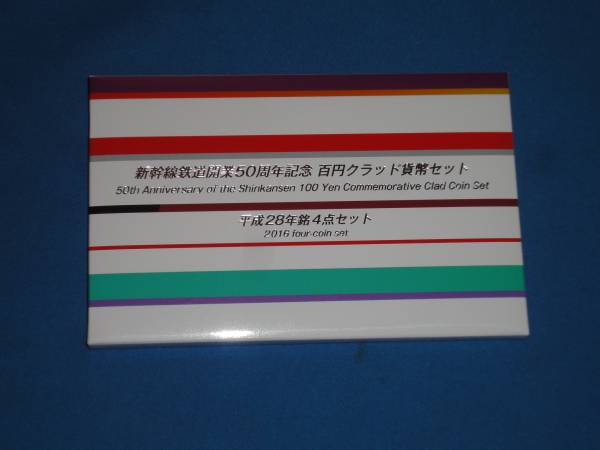 新幹線鉄道開業50周年記念 百円クラッド貨幣セット
50th Anniversary of the Shinkansen 100 Yen Commemorative Clad Coin Set
平成28年銘4点セット
2016 four-coin set